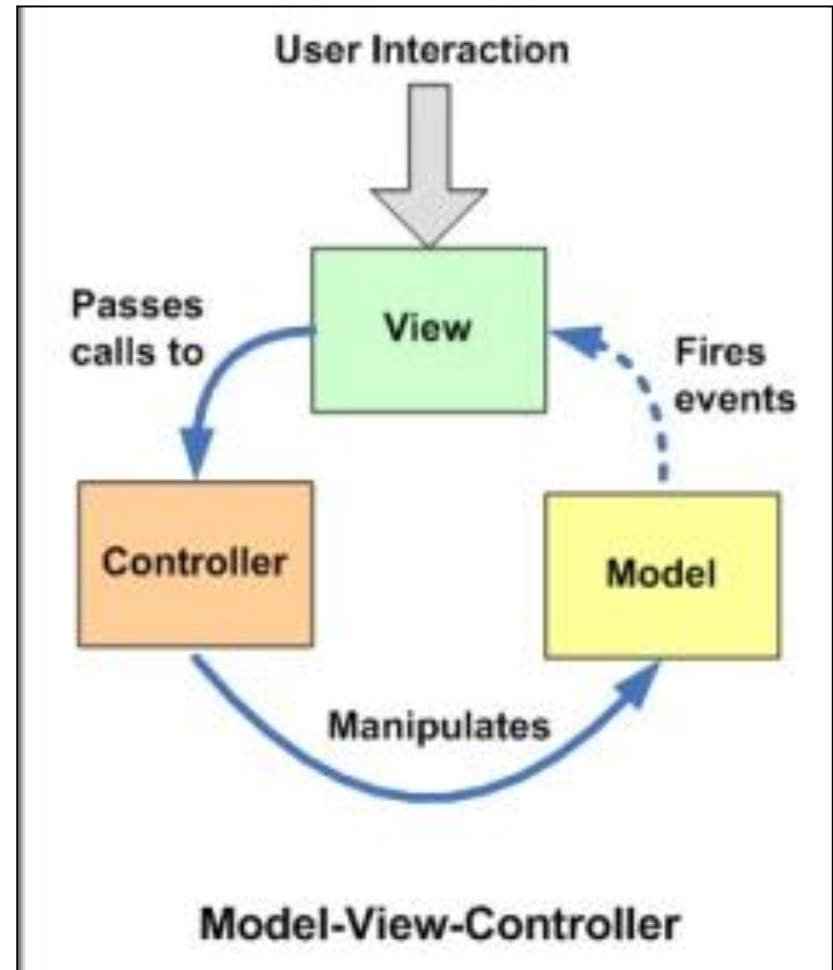 User Interaction
Passes
calls to
View
Fires
events
Controller
Model
Manipulates
Model-View-Controller